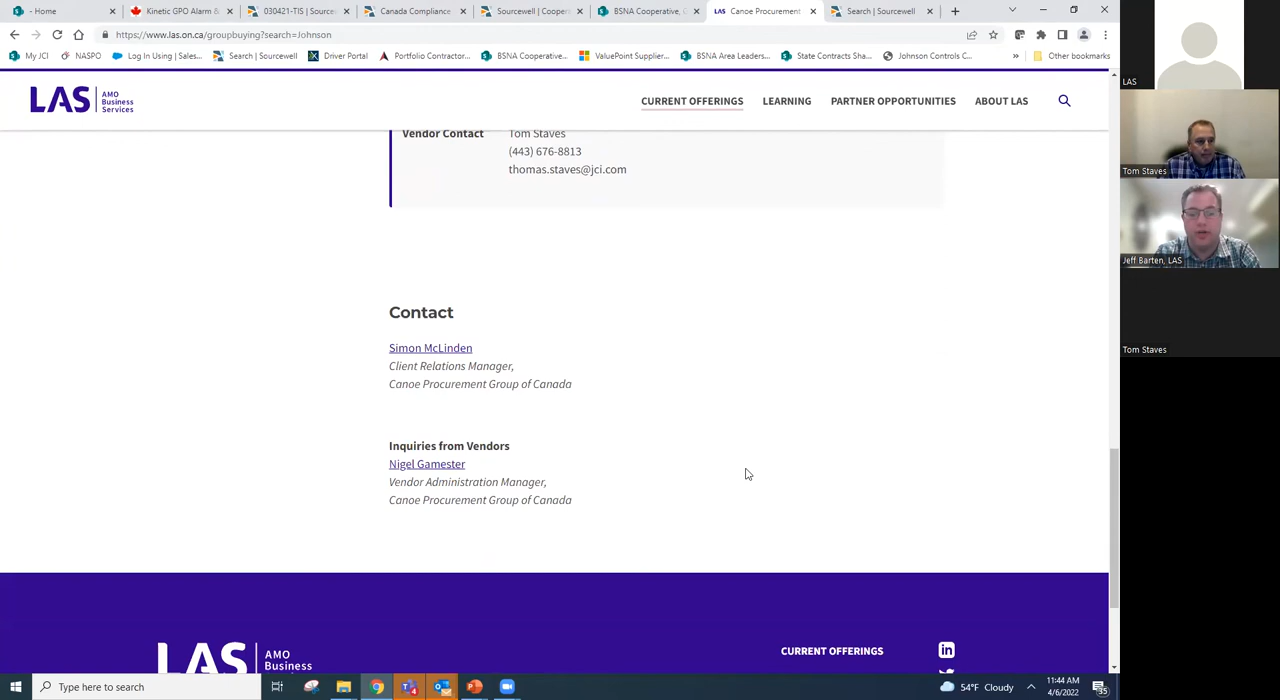 - Home
Kinetic GPO Alarm &
030421-TIS | Source
Canada Compliance
Sourcewell | Cooper
BSNA Cooperative, C
LAS Canoe Procurement
Search | Sourcewell
https://www.las.on.ca/groupbuying?search=Johnson
My JCI
NASPO
Log In Using | Sales...
Search | Sourcewell
Driver Portal
Portfolio Contractor...
BSNA Cooperative...
ValuePoint Supplier...
BSNA Area Leaders...
State Contracts Sha...
Johnson Controls C...
»
Other bookmarks
LAS
AMO
Business
Services
CURRENT OFFERINGS
LEARNING
PARTNER OPPORTUNITIES
ABOUT LAS
Vendor Contact
Tom Staves
(443) 676-8813
thomas.staves@jci.com
Contact
Simon McLinden
Client Relations Manager,
Canoe Procurement Group of Canada
Inquiries from Vendors
Nigel Gamester
Vendor Administration Manager,
Canoe Procurement Group of Canada
LAS
AMO
Business
CURRENT OFFERINGS
in
LAS
Tom Staves
Jeff Barten, LAS
Tom Staves
Type here to search
54°F Cloudy
11:44 AM
4/6/2022
35